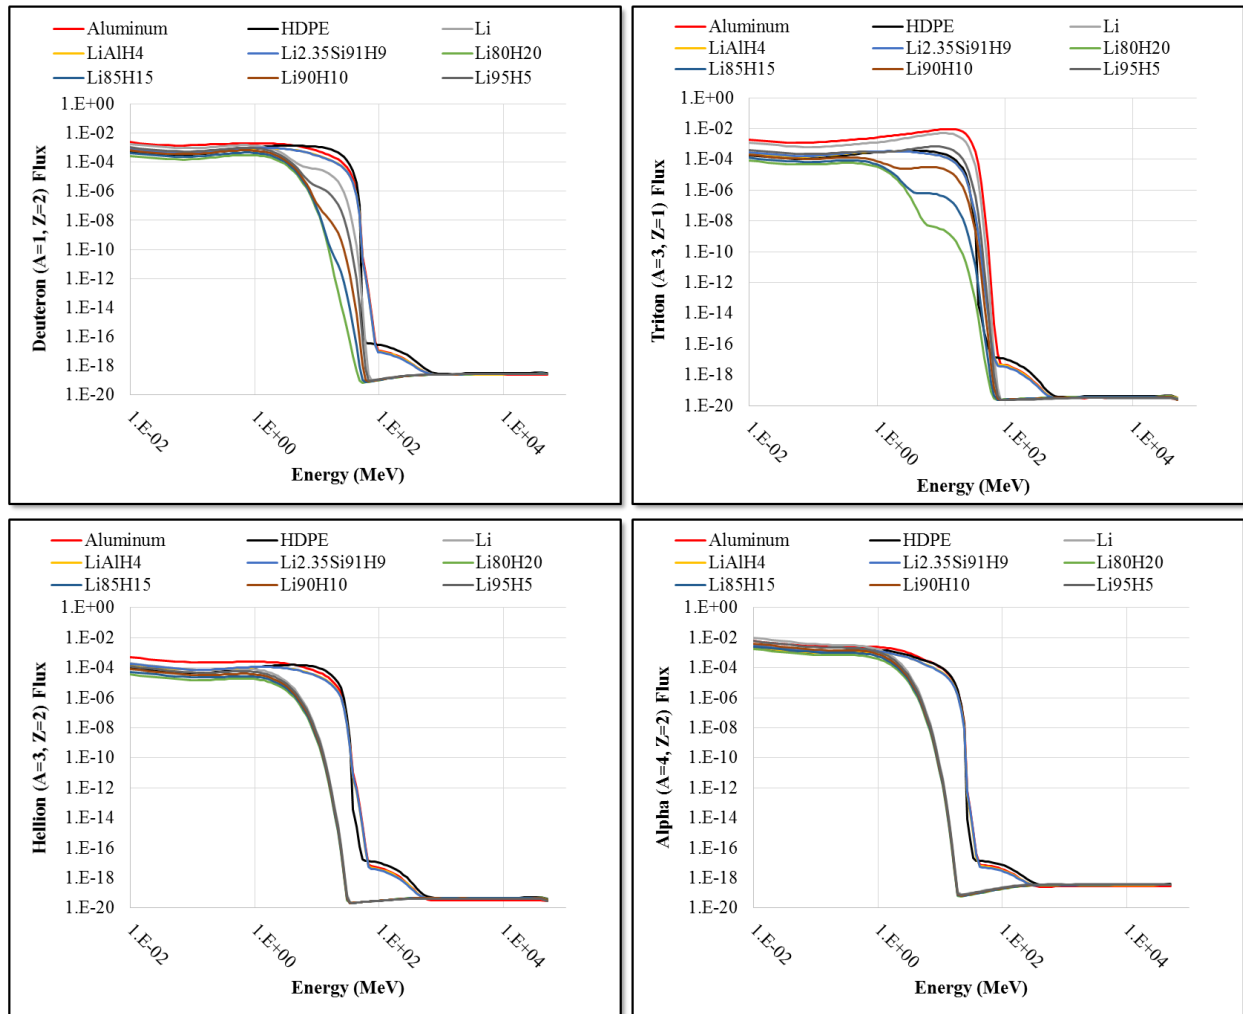 Aluminum HDPE Li
LiAlH4 Li2.35Si91H9 Li80H20
Li85H15 Li90H10 Li95H5
1.E+00
1.E-02
1.E-04
1.E-06
1.E-08
1.E-10
1.E-12
1.E-14
1.E-16
1.E-18
1.E-20
Deuteron (A=1, Z=2) Flux
1.E-02 1.E+00 1.E+02 1.E+04
Energy (MeV)
Aluminum HDPE Li
LiAlH4 Li2.35Si91H9 Li80H20
Li85H15 Li90H10 Li95H5
1.E+00
1.E-02
1.E-04
1.E-06
1.E-08
1.E-10
1.E-12
1.E-14
1.E-16
1.E-18
1.E-20
Triton (A=3, Z=1) Flux
1.E-02 1.E+00 1.E+02 1.E+04
Energy (MeV)
Aluminum HDPE Li
LiAlH4 Li2.35Si91H9 Li80H20
Li85H15 Li90H10 Li95H5
1.E+00
1.E-02
1.E-04
1.E-06
1.E-08
1.E-10
1.E-12
1.E-14
1.E-16
1.E-18
1.E-20
Hellion (A=3, Z=2) Flux
1.E-02 1.E+00 1.E+02 1.E+04
Energy (MeV)
Aluminum HDPE Li
LiAlH4 Li2.35Si91H9 Li80H20
Li85H15 Li90H10 Li95H5
1.E+00
1.E-02
1.E-04
1.E-06
1.E-08
1.E-10
1.E-12
1.E-14
1.E-16
1.E-18
1.E-20
Alpha (A=4, Z=2) Flux
1.E-02 1.E+00 1.E+02 1.E+04
Energy (MeV)